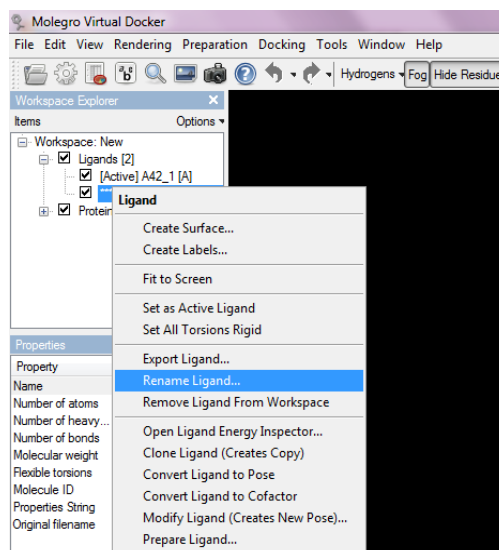 Molegro Virtual Docker
File Edit View Rendering Preparation Docking Tools Window Help
Hydrogens Fog Hide Residue
Workspace Explorer
Items Options
Workspace: New
Ligands [2]
[Active] A42_1 [A]
Protein
Ligand
Create Surface...
Create Labels...
Fit to Screen
Set as Active Ligand
Set All Torsions Rigid
Export Ligand...
Rename Ligand...
Remove Ligand From Workspace
Open Ligand Energy Inspector...
Clone Ligand (Creates Copy)
Convert Ligand to Pose
Convert Ligand to Cofactor
Modify Ligand (Creates New Pose)...
Prepare Ligand...
Properties
Property
Name
Number of atoms
Number of heavy...
Number of bonds
Molecular weight
Flexible torsions
Molecule ID
Properties String
Original filename